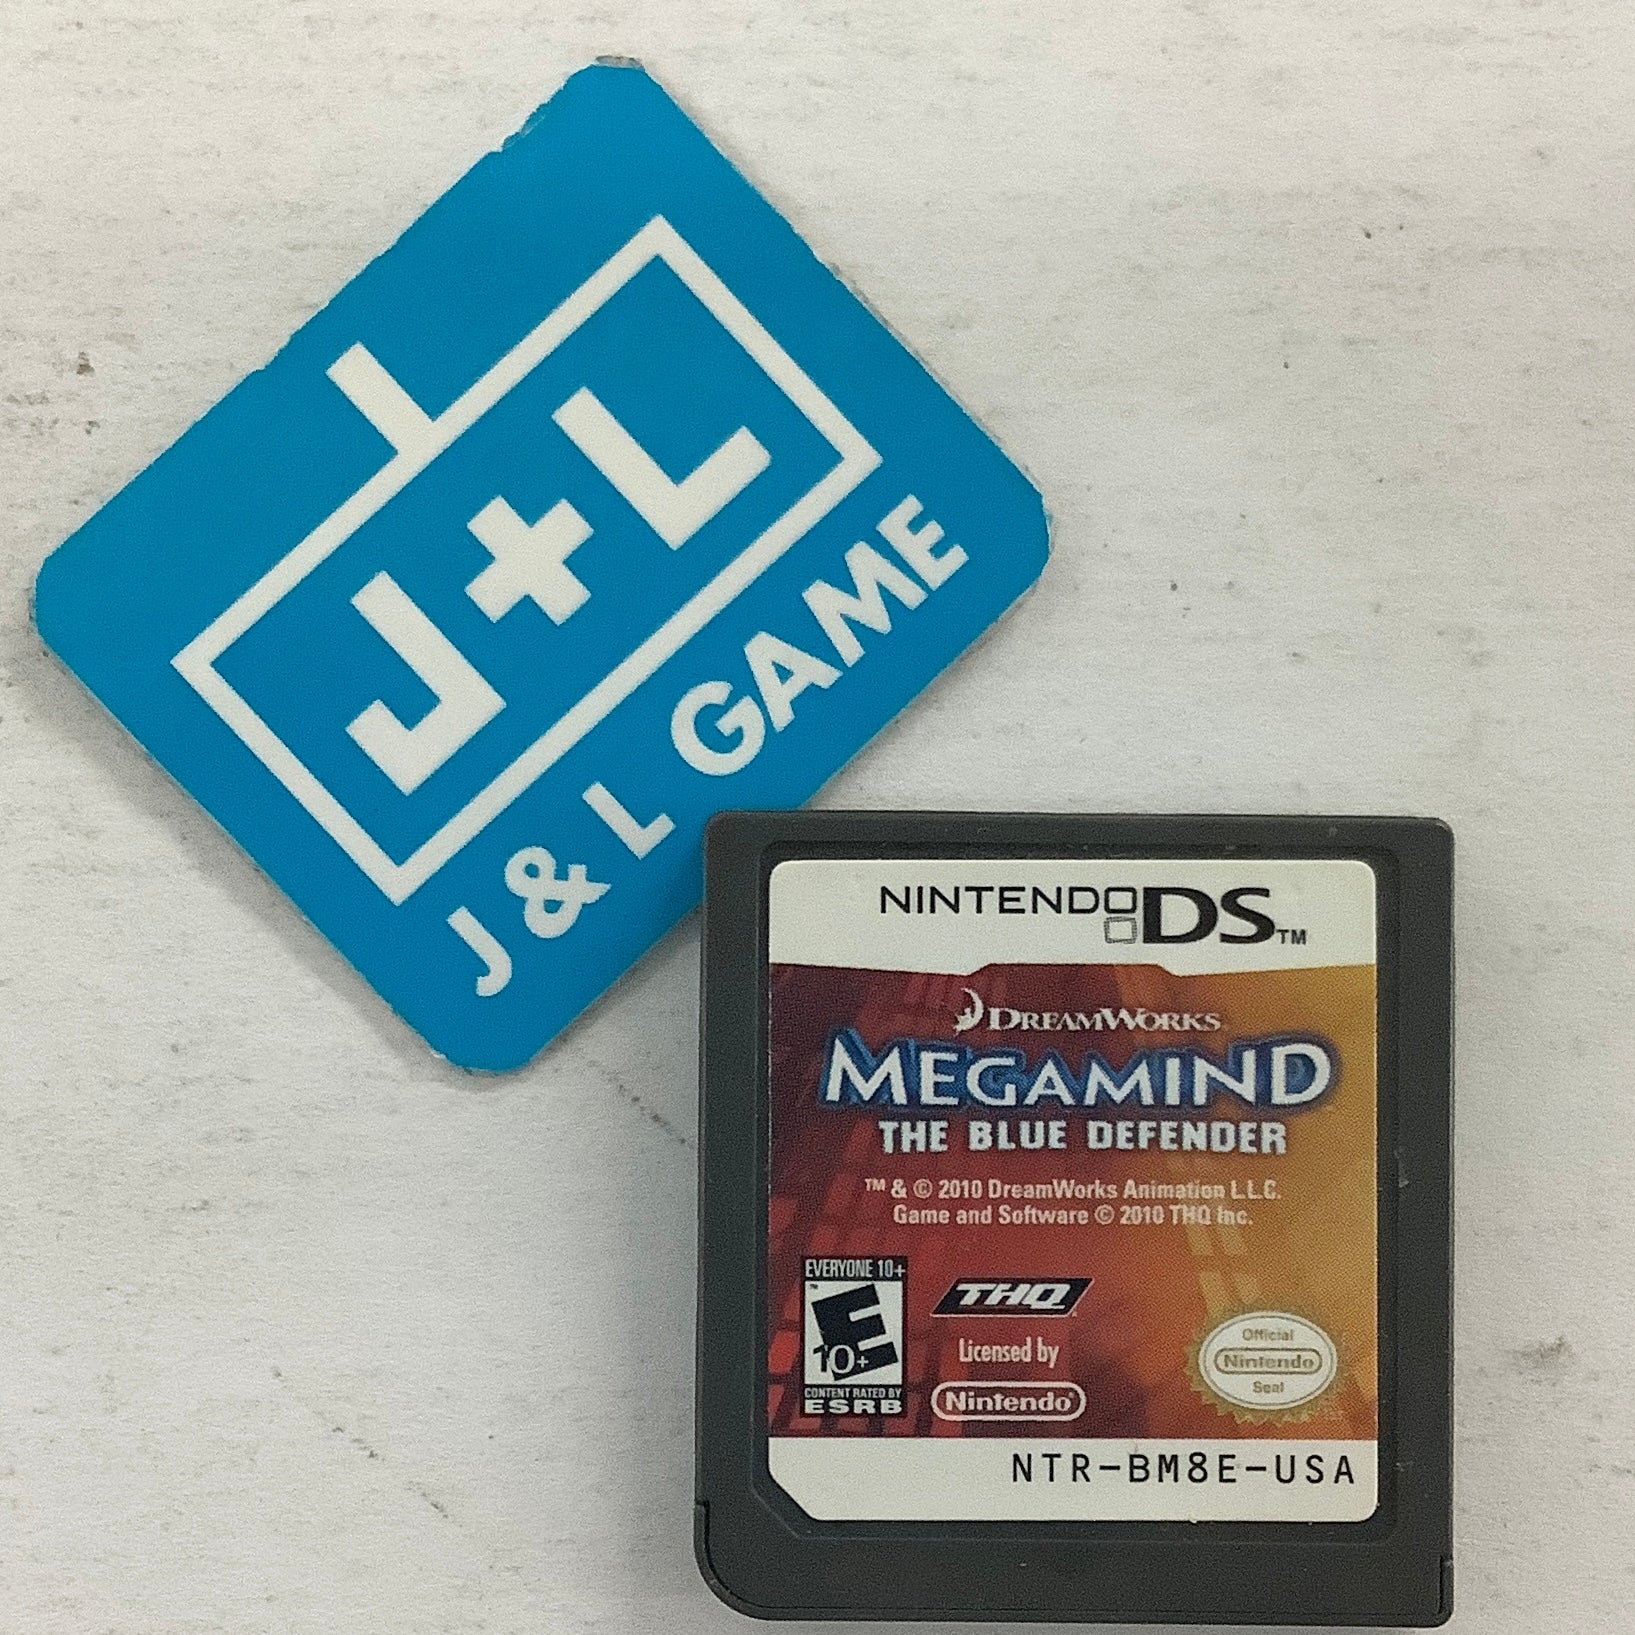 J+L
J & L GAME
NINTENDO DS™
DREAMWORKS
MEGAMIND
THE BLUE DEFENDER
™ & © 2010 DreamWorks Animation L.L.C.
Game and Software © 2010 THQ Inc.
EVERYONE 10+
E
10+
CONTENT RATED BY
ESRB
THQ
Licensed by
Nintendo®
Official
Nintendo
Seal
NTR-BM8E-USA